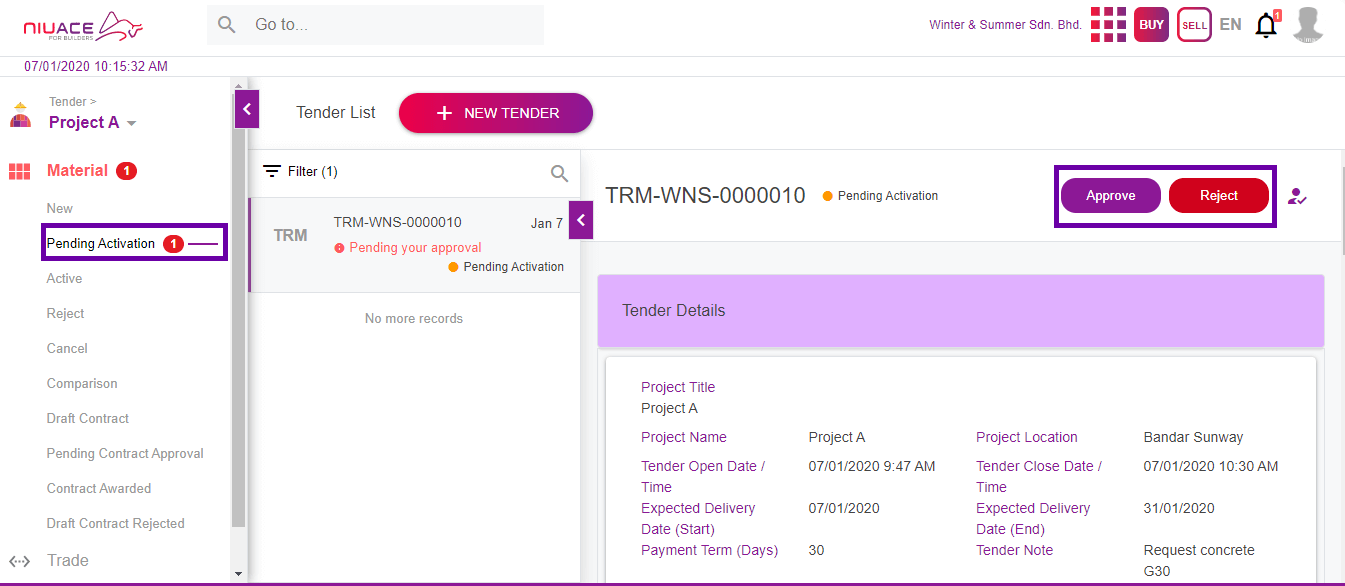 NIUACE
FOR BUILDERS
Go to...
Winter & Summer Sdn. Bhd.
BUY
SELL
EN
1
07/01/2020 10:15:32 AM
Tender >
Project A
Material 1
New
Pending Activation 1
Active
Reject
Cancel
Comparison
Draft Contract
Pending Contract Approval
Contract Awarded
Draft Contract Rejected
Trade
Tender List
+ NEW TENDER
Filter (1)
TRM
TRM-WNS-0000010
Jan 7
Pending your approval
Pending Activation
No more records
TRM-WNS-0000010
Pending Activation
Approve
Reject
Tender Details
Project Title
Project A
Project Name Project A Project Location Bandar Sunway
Tender Open Date / 07/01/2020 9:47 AM Tender Close Date / 07/01/2020 10:30 AM
Time Time
Expected Delivery 07/01/2020 Expected Delivery 31/01/2020
Date (Start) Date (End)
Payment Term (Days) 30 Tender Note Request concrete
G30